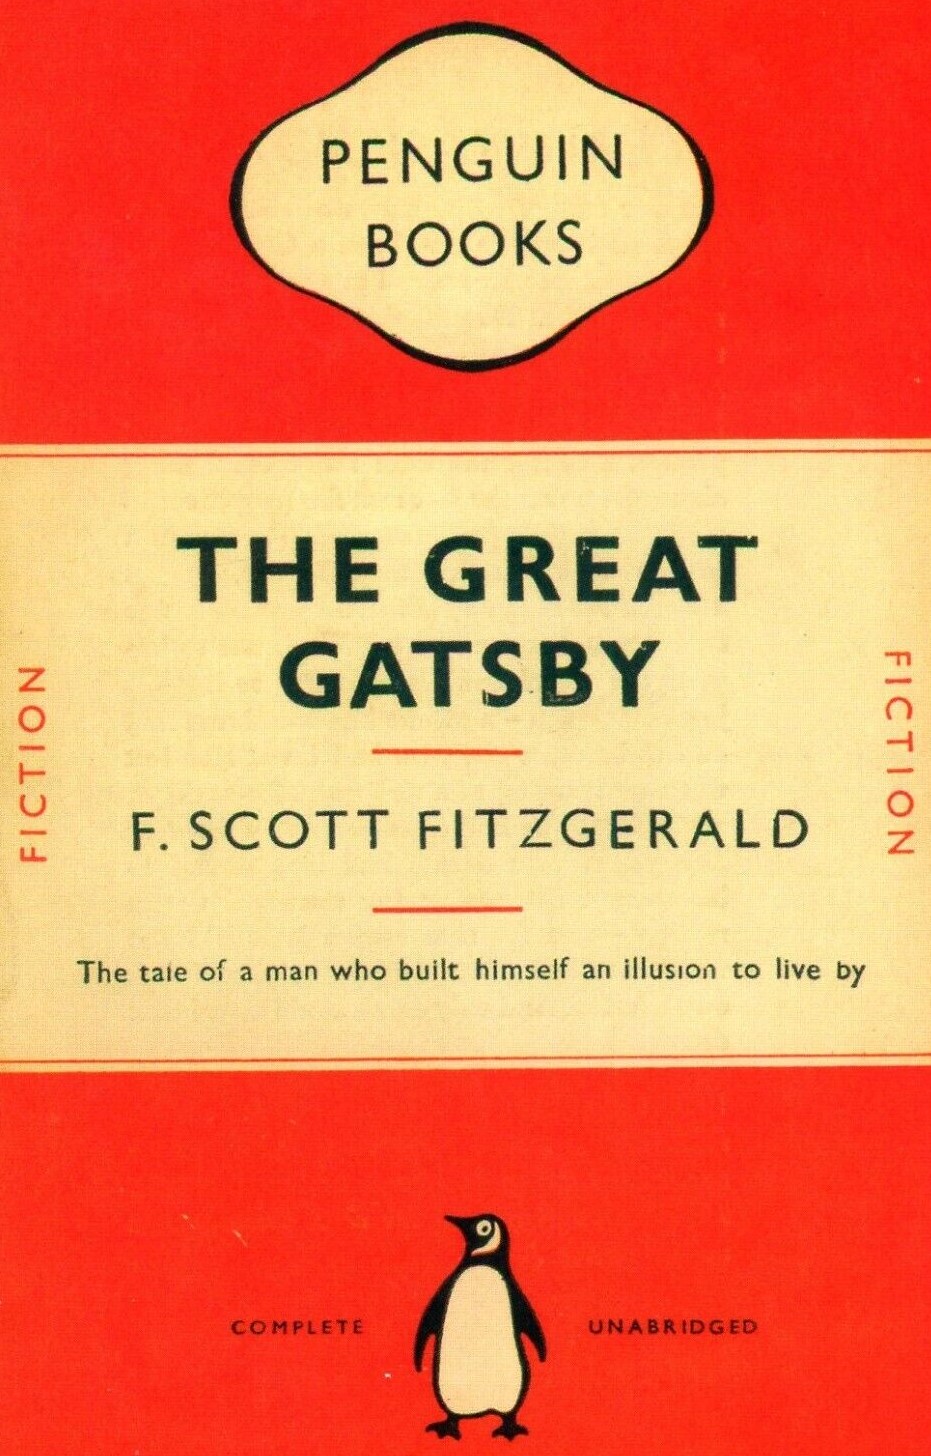 PENGUIN
BOOKS
THE GREAT
GATSBY
FICTION
FICTION
F. SCOTT FITZGERALD
The tale of a man who built himself an illusion to live by
COMPLETE
UNABRIDGED